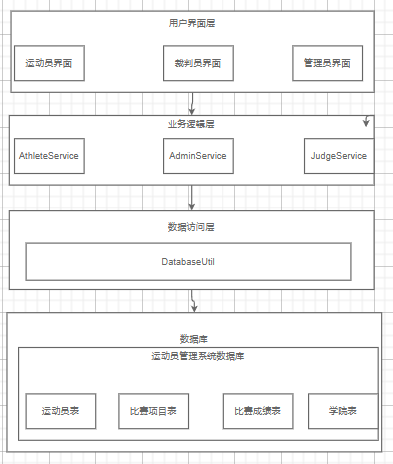 用户界面层
运动员界面
裁判员界面
管理员界面
业务逻辑层
AthleteService
AdminService
JudgeService
数据访问层
DatabaseUtil
数据库
运动员管理系统数据库
运动员表
比赛项目表
比赛成绩表
学院表